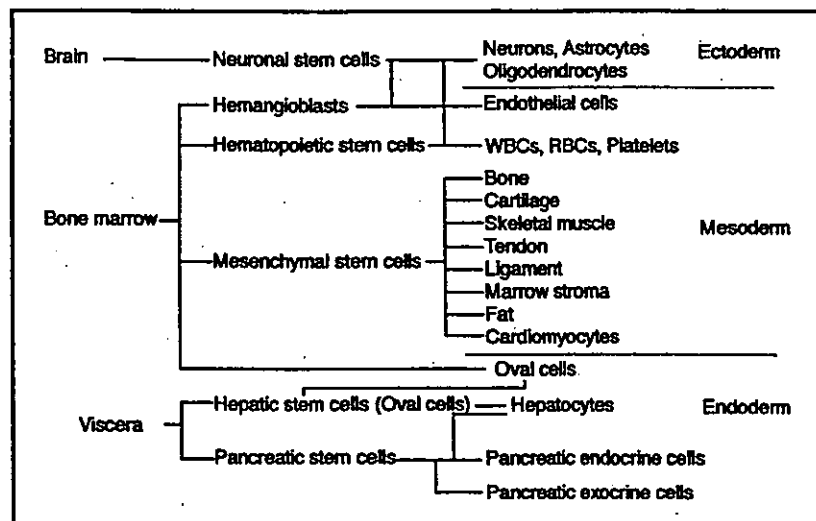 Brain
Neuronal stem cells
Neurons, Astrocytes
Oligodendrocytes
Ectoderm
Hemangioblasts
Endothelial cells
Hematopoietic stem cells
WBCs, RBCs, Platelets
Bone marrow
Mesenchymal stem cells
Bone
Cartilage
Skeletal muscle
Tendon
Ligament
Marrow stroma
Fat
Cardiomyocytes
Mesoderm
Oval cells
Viscera
Hepatic stem cells (Oval cells)
Hepatocytes
Endoderm
Pancreatic stem cells
Pancreatic endocrine cells
Pancreatic exocrine cells